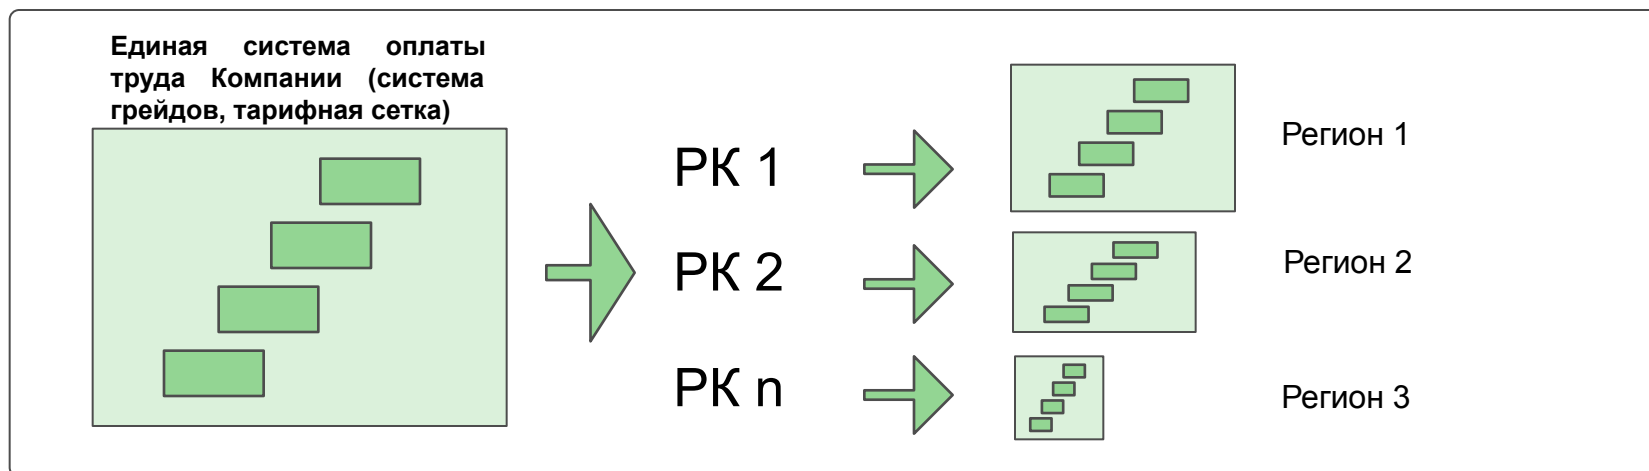 Единая система оплаты
труда Компании (система
грейдов, тарифная сетка)
РК 1
Регион 1
РК 2
Регион 2
РК n
Регион 3